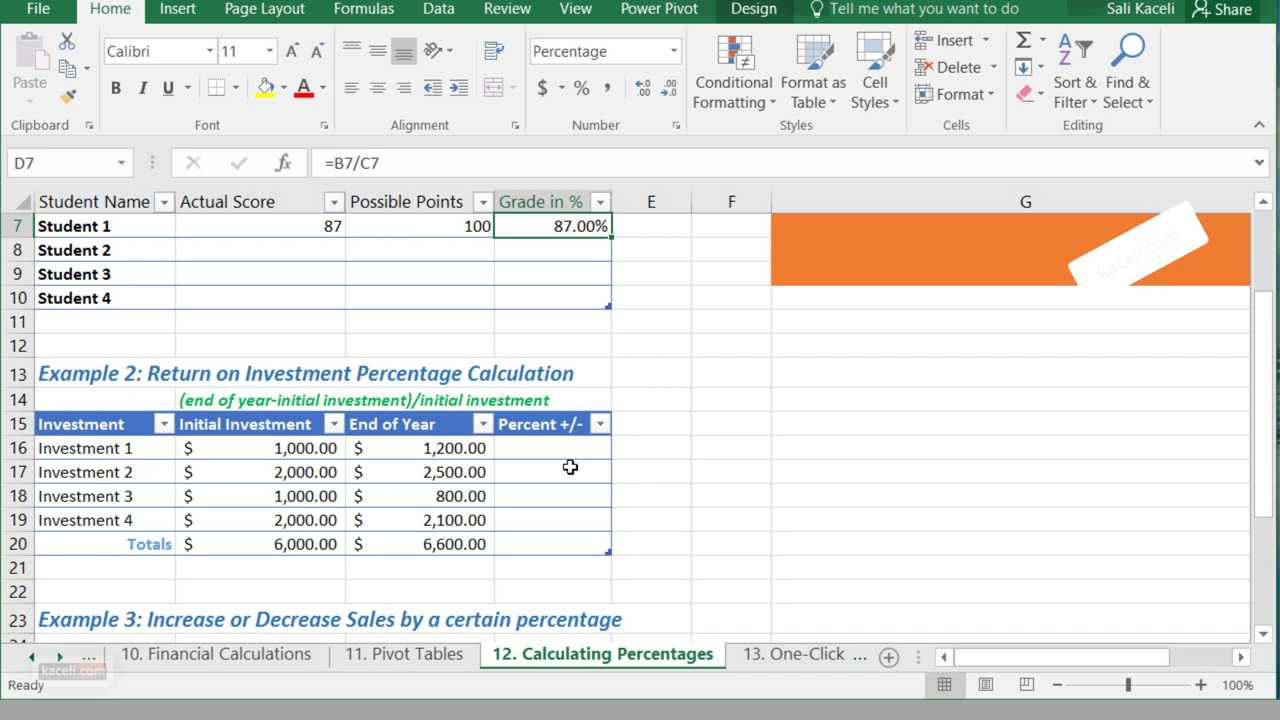 File Home Insert Page Layout Formulas Data Review View Power Pivot Design Tell me what you want to do Sali Kaceli Share
Calibri 11 A A Percentage Insert Σ
Paste Conditional Format as Cell Delete Sort & Find &
B I U A $ % , .00 Formatting Table Styles Format Filter Select
Clipboard Font Alignment Number Styles Cells Editing
D7 fx =B7/C7
Student Name Actual Score Possible Points Grade in % E F G
7 Student 1 87 100 87.00%
kaceli.com
8 Student 2
9 Student 3
10 Student 4
11
12
13 Example 2: Return on Investment Percentage Calculation
14 (end of year-initial investment)/initial investment
15 Investment Initial Investment End of Year Percent +/-
16 Investment 1 $ 1,000.00 $ 1,200.00
17 Investment 2 $ 2,000.00 $ 2,500.00
18 Investment 3 $ 1,000.00 $ 800.00
19 Investment 4 $ 2,000.00 $ 2,100.00
20 Totals $ 6,000.00 $ 6,600.00
21
22
23 Example 3: Increase or Decrease Sales by a certain percentage
... 10. Financial Calculations 11. Pivot Tables 12. Calculating Percentages 13. One-Click ...
kaceli.com
Ready 100%